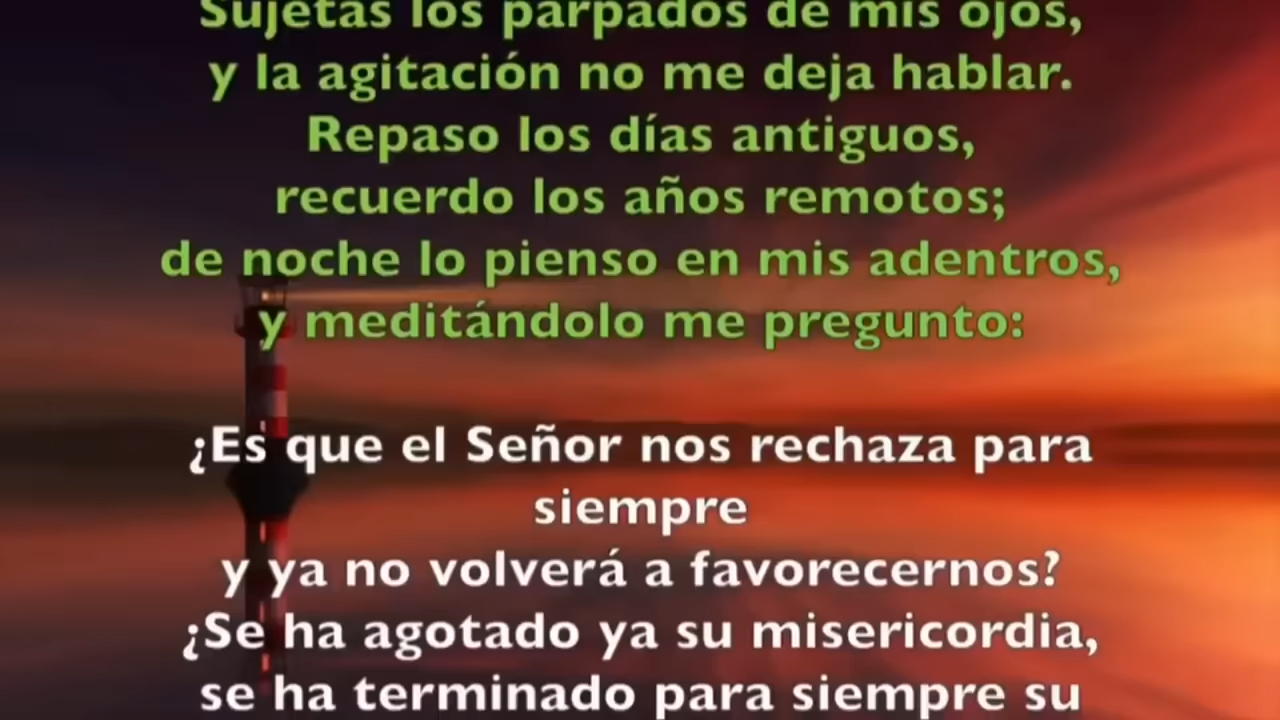 Sujetas los párpados de mis ojos,
y la agitación no me deja hablar.
Repaso los días antiguos,
recuerdo los años remotos;
de noche lo pienso en mis adentros,
y meditándolo me pregunto:
¿Es que el Señor nos rechaza para
siempre
y ya no volverá a favorecernos?
¿Se ha agotado ya su misericordia,
se ha terminado para siempre su